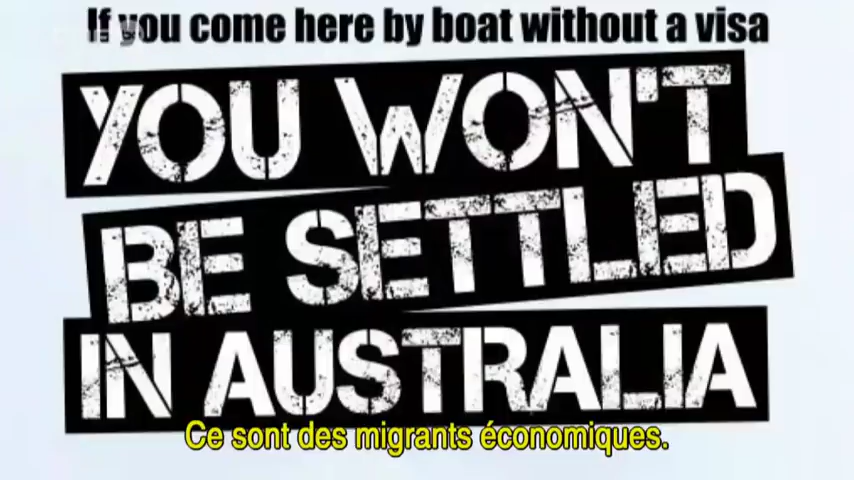 If you come here by boat without a visa
YOU WON'T
BE SETTLED
IN AUSTRALIA
Ce sont des migrants économiques.